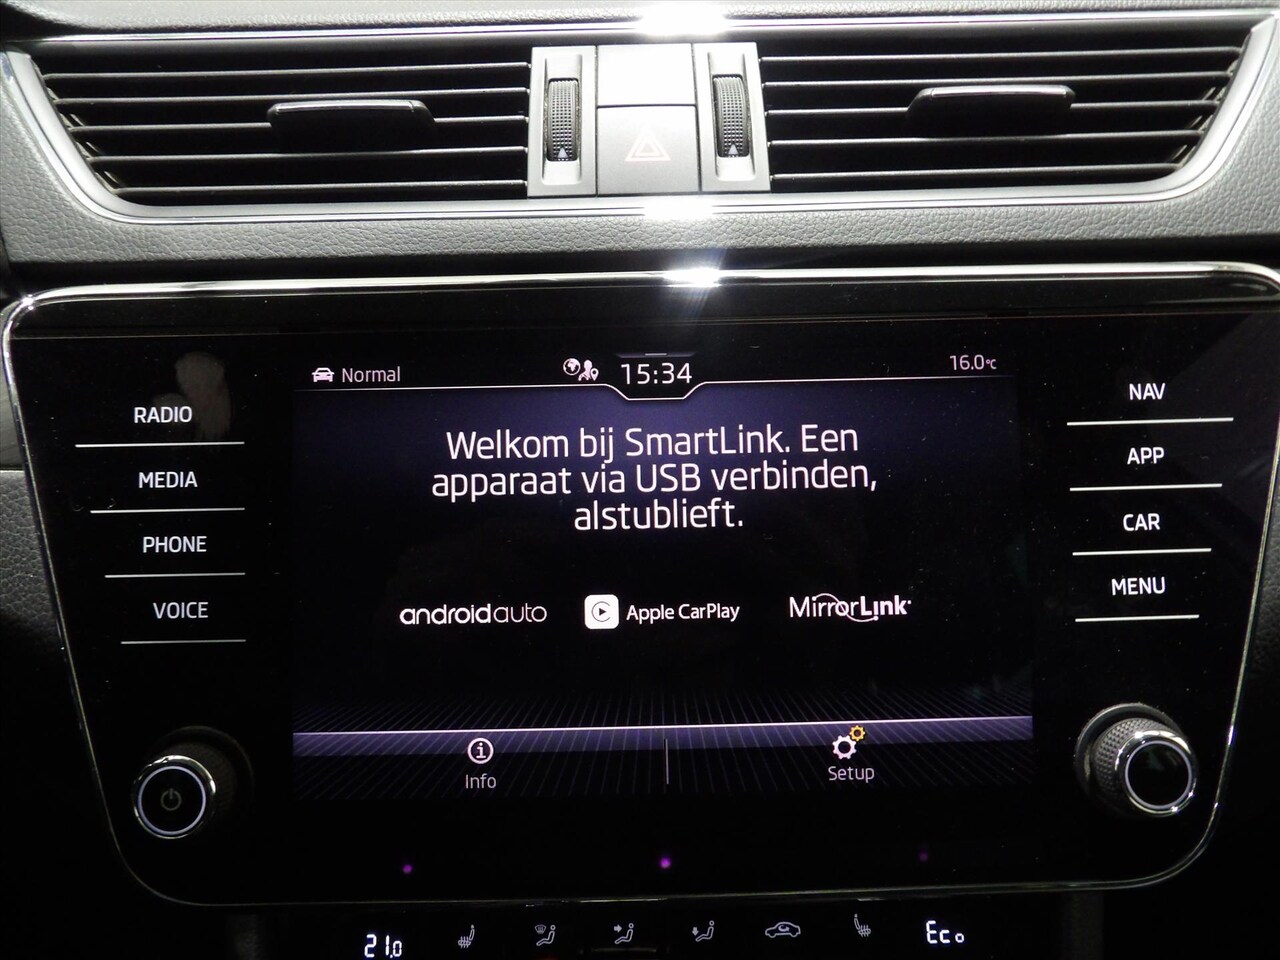 Normal 15:34 16.0°C
RADIO
MEDIA
PHONE
VOICE
Welkom bij SmartLink. Een
apparaat via USB verbinden,
alstublieft.
androidauto Apple CarPlay MirrorLink
Info Setup
NAV
APP
CAR
MENU
21.0 Eco